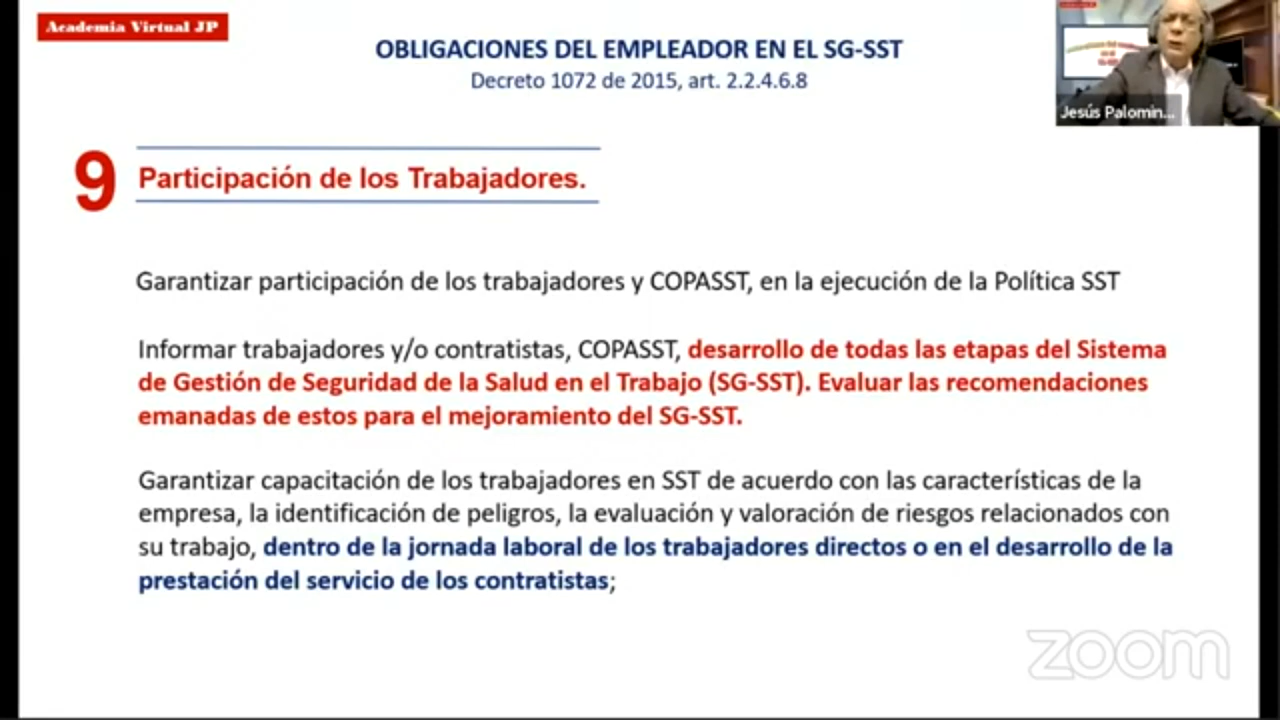 Academia Virtual JP
OBLIGACIONES DEL EMPLEADOR EN EL SG-SST
Decreto 1072 de 2015, art. 2.2.4.6.8
Jesús Palomin...
9
Participación de los Trabajadores.
Garantizar participación de los trabajadores y COPASST, en la ejecución de la Política SST
Informar trabajadores y/o contratistas, COPASST, desarrollo de todas las etapas del Sistema
de Gestión de Seguridad de la Salud en el Trabajo (SG-SST). Evaluar las recomendaciones
emanadas de estos para el mejoramiento del SG-SST.
Garantizar capacitación de los trabajadores en SST de acuerdo con las características de la
empresa, la identificación de peligros, la evaluación y valoración de riesgos relacionados con
su trabajo, dentro de la jornada laboral de los trabajadores directos o en el desarrollo de la
prestación del servicio de los contratistas;
zoom